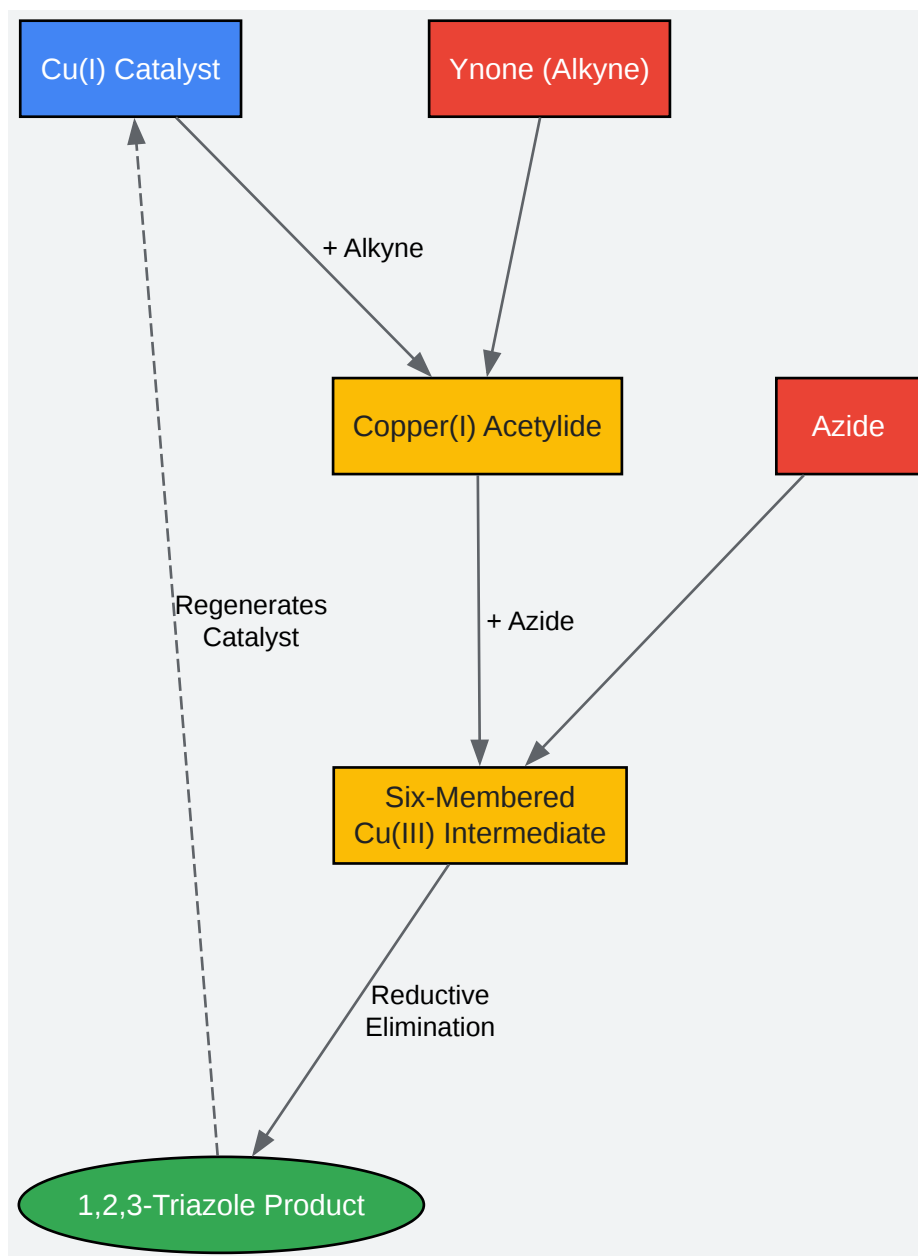 Cu(I) Catalyst
Ynone (Alkyne)
+ Alkyne
Copper(I) Acetylide
Azide
Regenerates
Catalyst
+ Azide
Six-Membered
Cu(III) Intermediate
Reductive
Elimination
1,2,3-Triazole Product